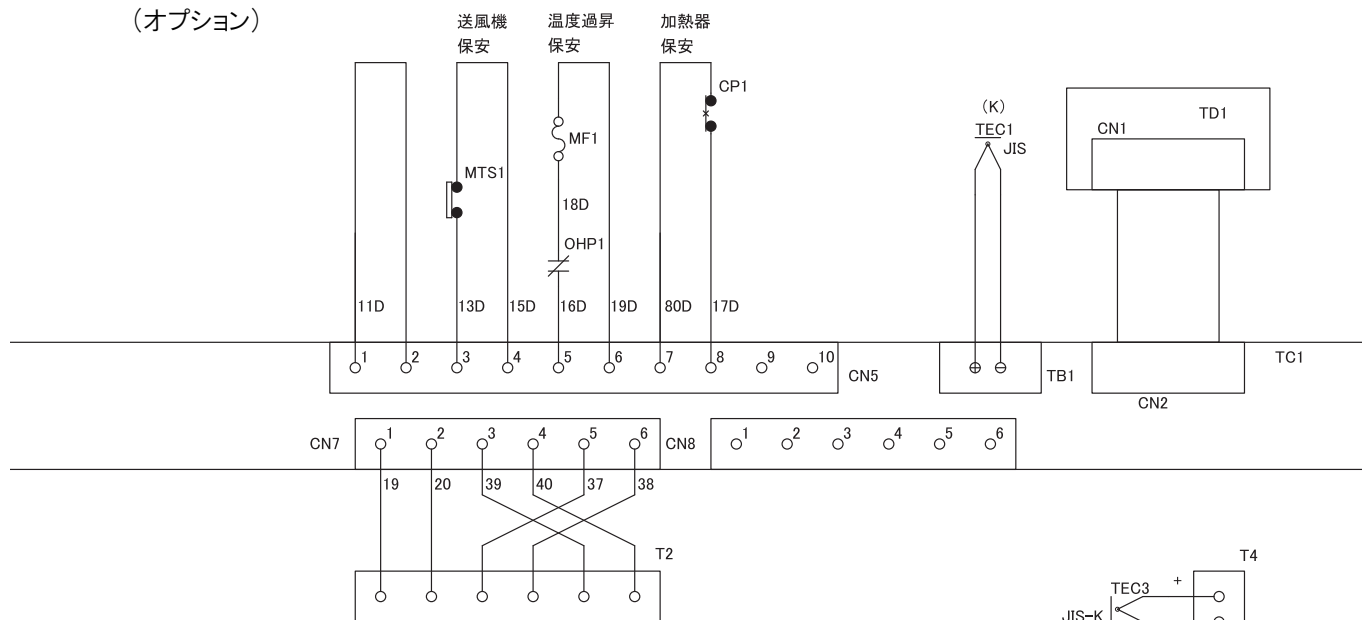 （オプション）
送風機
保安
温度過昇
保安
加熱器
保安
CP1
MF1
MTS1
18D
OHP1
（K）
TEC1
JIS
TD1
CN1
11D
13D
15D
16D
19D
80D
17D
1
2
3
4
5
6
7
8
9
10
CN5
TB1
TC1
CN2
CN7
1
2
3
4
5
6
CN8
1
2
3
4
5
6
19
20
39
40
37
38
T2
T4
TEC3
+
JIS-K